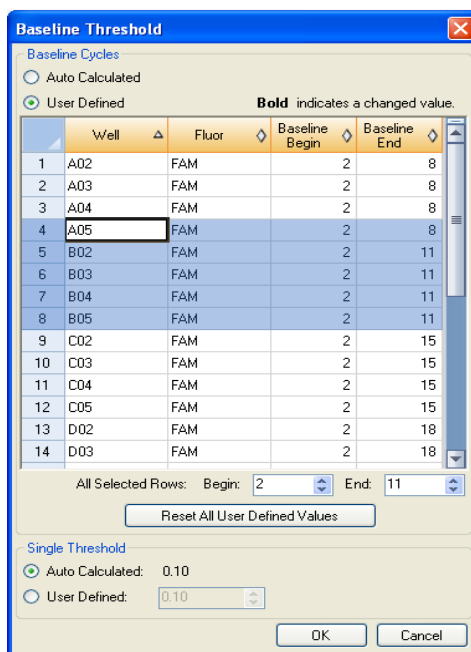 Baseline Threshold
Baseline Cycles
Auto Calculated
User Defined Bold indicates a changed value.
Well Fluor Baseline Begin Baseline End
1 A02 FAM 2 8
2 A03 FAM 2 8
3 A04 FAM 2 8
4 A05 FAM 2 8
5 B02 FAM 2 11
6 B03 FAM 2 11
7 B04 FAM 2 11
8 B05 FAM 2 11
9 C02 FAM 2 15
10 C03 FAM 2 15
11 C04 FAM 2 15
12 C05 FAM 2 15
13 D02 FAM 2 18
14 D03 FAM 2 18
All Selected Rows: Begin: 2 End: 11
Reset All User Defined Values
Single Threshold
Auto Calculated: 0.10
User Defined: 0.10
OK Cancel